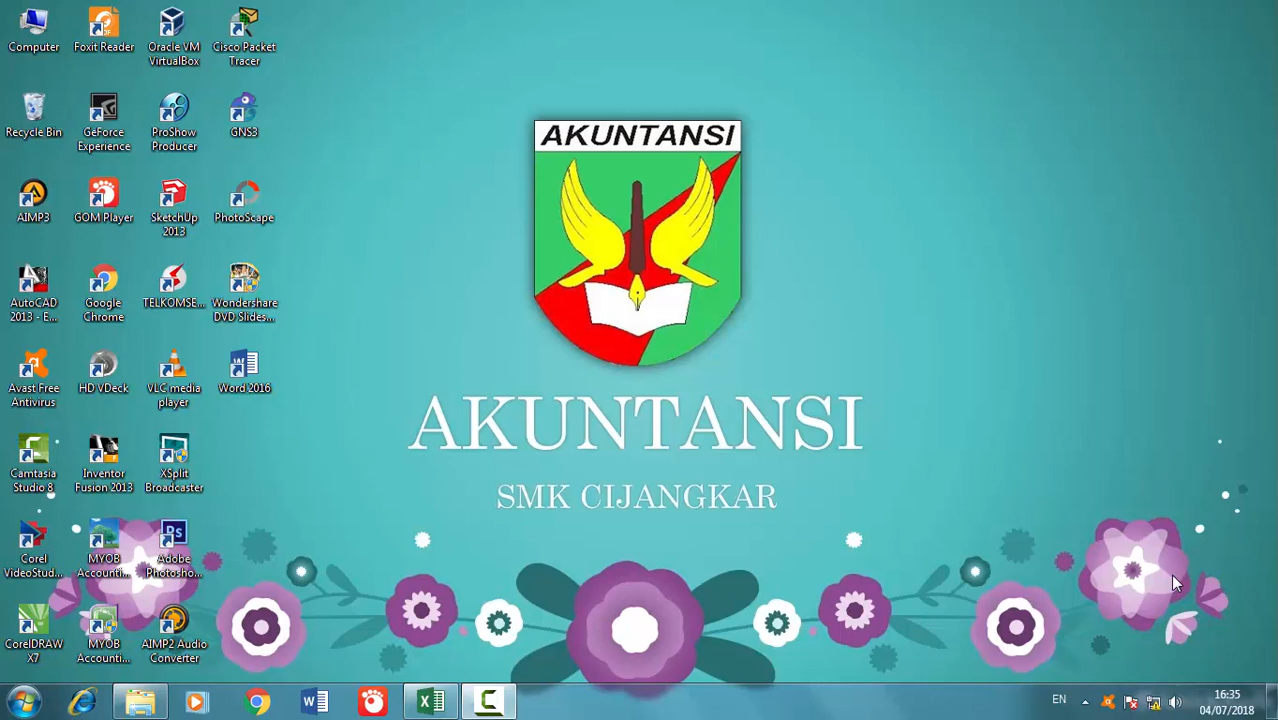 Computer
Foxit Reader
Oracle VM
VirtualBox
Cisco Packet
Tracer
Recycle Bin
GeForce
Experience
ProShow
Producer
GNS3
AIMP3
GOM Player
SketchUp
2013
PhotoScape
AutoCAD
2013 - E...
Google
Chrome
TELKOMSE...
Wondershare
DVD Slides...
Avast Free
Antivirus
HD VDeck
VLC media
player
Word 2016
Camtasia
Studio 8
Inventor
Fusion 2013
XSplit
Broadcaster
Corel
VideoStud...
MYOB
Accounti...
Adobe
Photosho...
CorelDRAW
X7
MYOB
Accounti...
AIMP2 Audio
Converter
AKUNTANSI
AKUNTANSI
SMK CIJANGKAR
EN
16:35
04/07/2018